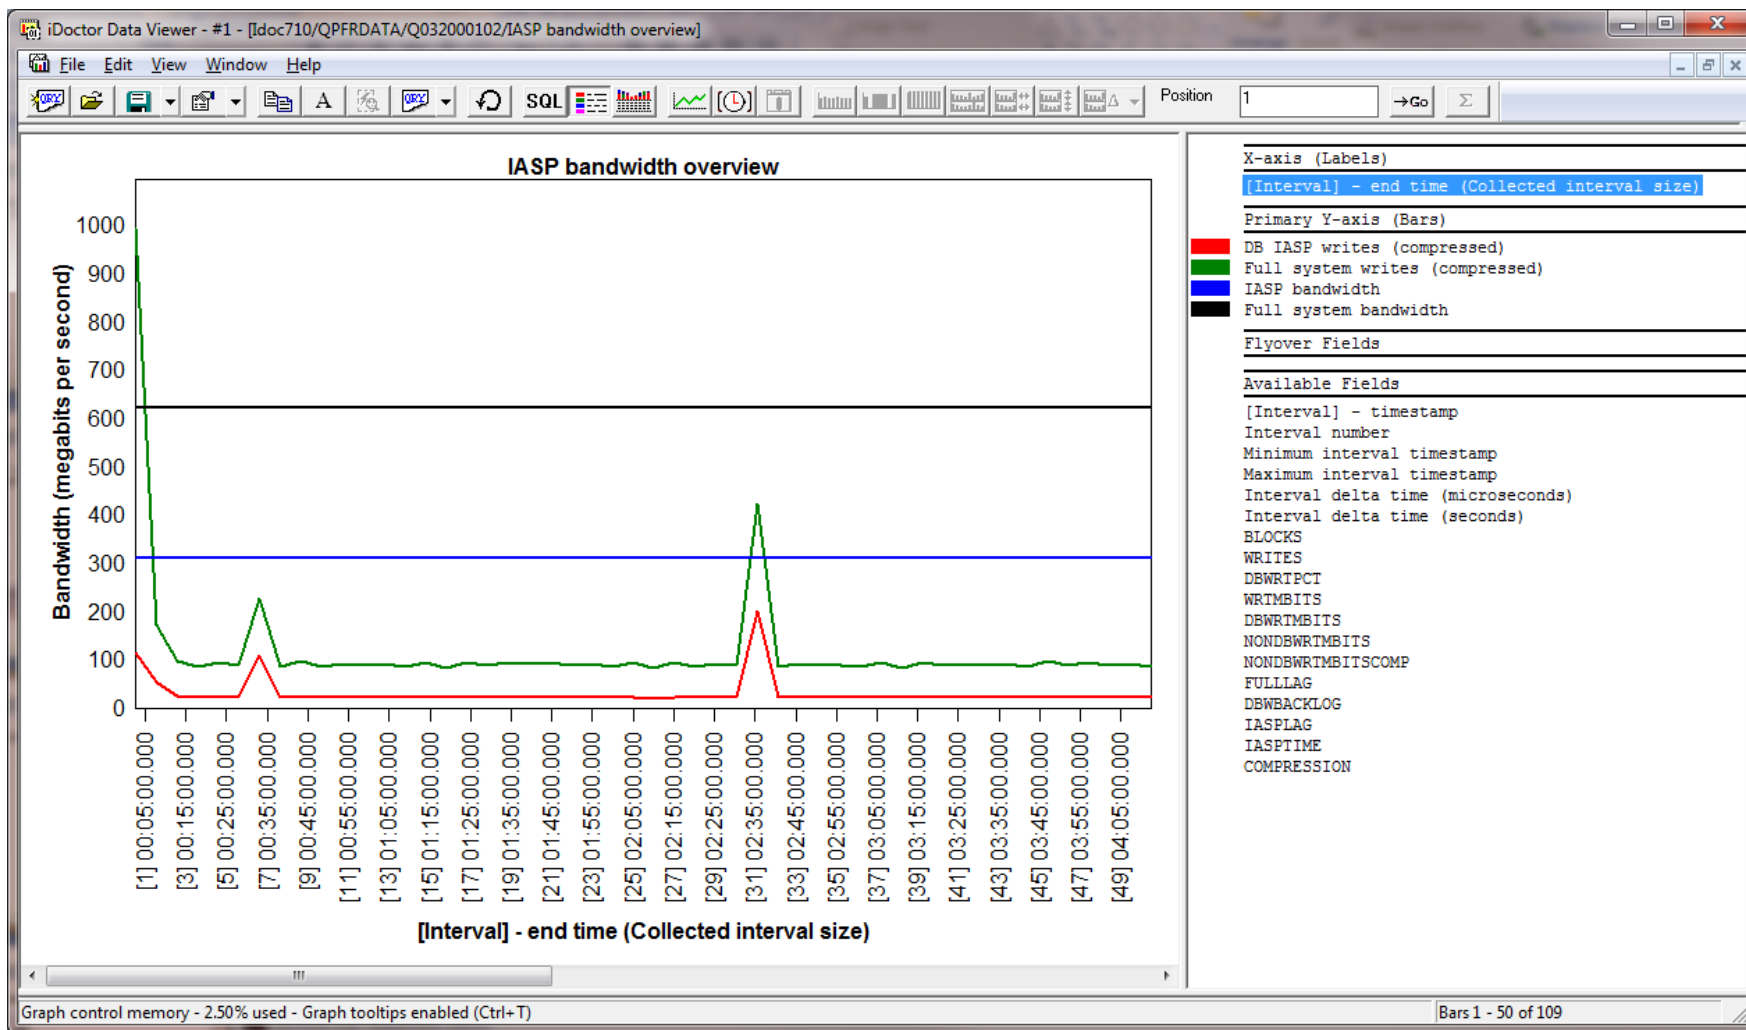 iDoctor Data Viewer - #1 - [Idoc710/QPFRDATA/Q032000102/IASP bandwidth overview]
File Edit View Window Help
QRY A QRY SQL Position 1 →Go Σ
IASP bandwidth overview
Bandwidth (megabits per second)
1000
900
800
700
600
500
400
300
200
100
0
[1] 00:05:00.000
[3] 00:15:00.000
[5] 00:25:00.000
[7] 00:35:00.000
[9] 00:45:00.000
[11] 00:55:00.000
[13] 01:05:00.000
[15] 01:15:00.000
[17] 01:25:00.000
[19] 01:35:00.000
[21] 01:45:00.000
[23] 01:55:00.000
[25] 02:05:00.000
[27] 02:15:00.000
[29] 02:25:00.000
[31] 02:35:00.000
[33] 02:45:00.000
[35] 02:55:00.000
[37] 03:05:00.000
[39] 03:15:00.000
[41] 03:25:00.000
[43] 03:35:00.000
[45] 03:45:00.000
[47] 03:55:00.000
[49] 04:05:00.000
[Interval] - end time (Collected interval size)
X-axis (Labels)
[Interval] - end time (Collected interval size)
Primary Y-axis (Bars)
DB IASP writes (compressed)
Full system writes (compressed)
IASP bandwidth
Full system bandwidth
Flyover Fields
Available Fields
[Interval] - timestamp
Interval number
Minimum interval timestamp
Maximum interval timestamp
Interval delta time (microseconds)
Interval delta time (seconds)
BLOCKS
WRITES
DBWRTPCT
WRTMBITS
DBWRTMBITS
NONDBWRTMBITS
NONDBWRTMBITSCOMP
FULLLAG
DBWBACKLOG
IASPLAG
IASPTIME
COMPRESSION
Graph control memory - 2.50% used - Graph tooltips enabled (Ctrl+T)
Bars 1 - 50 of 109